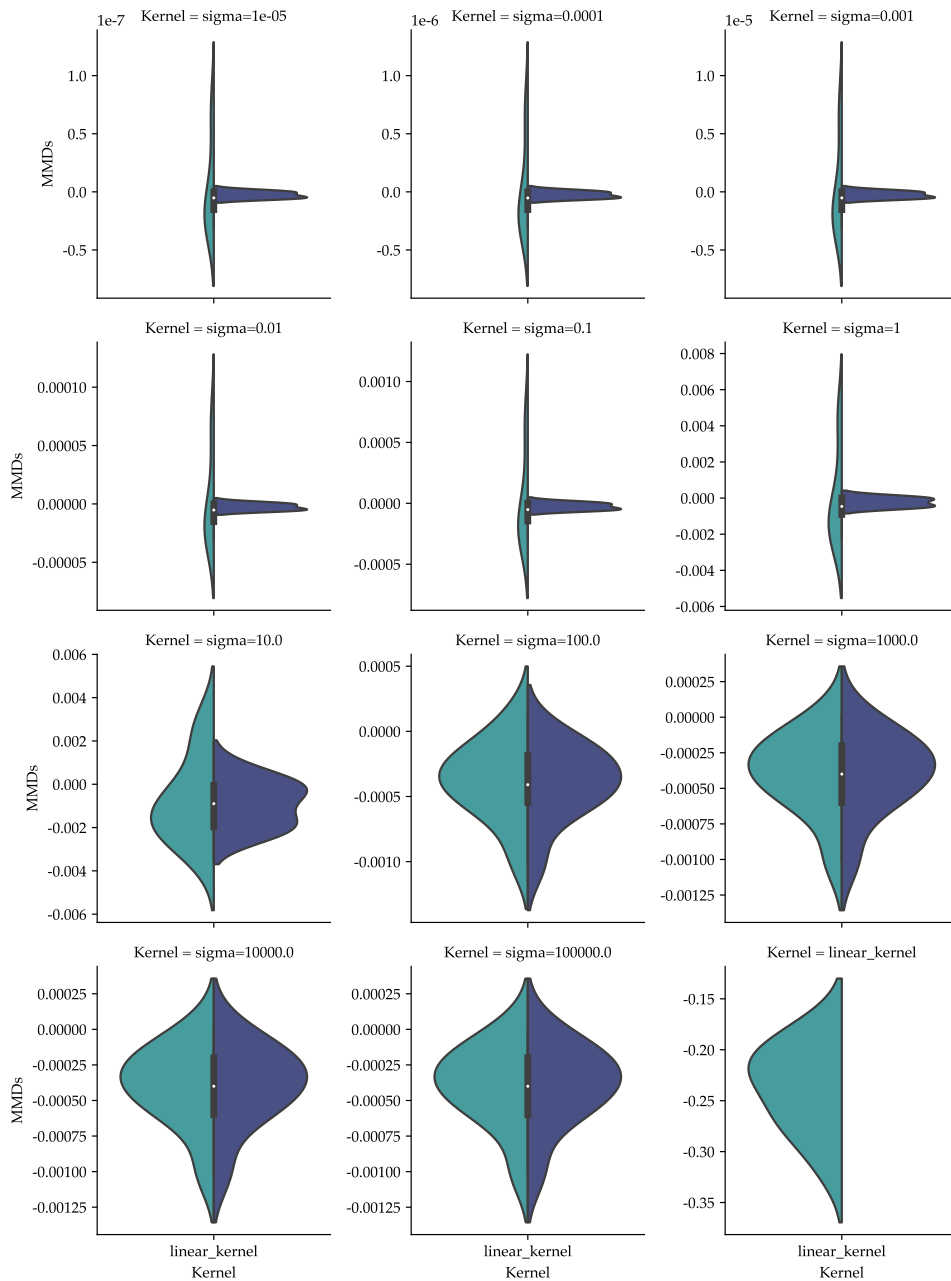 1e-7 Kernel = sigma=1e-05
1e-6 Kernel = sigma=0.0001
1e-5 Kernel = sigma=0.001
1.0
0.5
0.0
-0.5
MMDs
1.0
0.5
0.0
-0.5
1.0
0.5
0.0
-0.5
Kernel = sigma=0.01
Kernel = sigma=0.1
Kernel = sigma=1
0.00010
0.00005
0.00000
-0.00005
MMDs
0.0010
0.0005
0.0000
-0.0005
0.008
0.006
0.004
0.002
0.000
-0.002
-0.004
-0.006
Kernel = sigma=10.0
Kernel = sigma=100.0
Kernel = sigma=1000.0
0.006
0.004
0.002
0.000
-0.002
-0.004
-0.006
MMDs
0.0005
0.0000
-0.0005
-0.0010
0.00025
0.00000
-0.00025
-0.00050
-0.00075
-0.00100
-0.00125
Kernel = sigma=10000.0
Kernel = sigma=100000.0
Kernel = linear_kernel
0.00025
0.00000
-0.00025
-0.00050
-0.00075
-0.00100
-0.00125
MMDs
0.00025
0.00000
-0.00025
-0.00050
-0.00075
-0.00100
-0.00125
-0.15
-0.20
-0.25
-0.30
-0.35
linear_kernel
linear_kernel
linear_kernel
Kernel
Kernel
Kernel